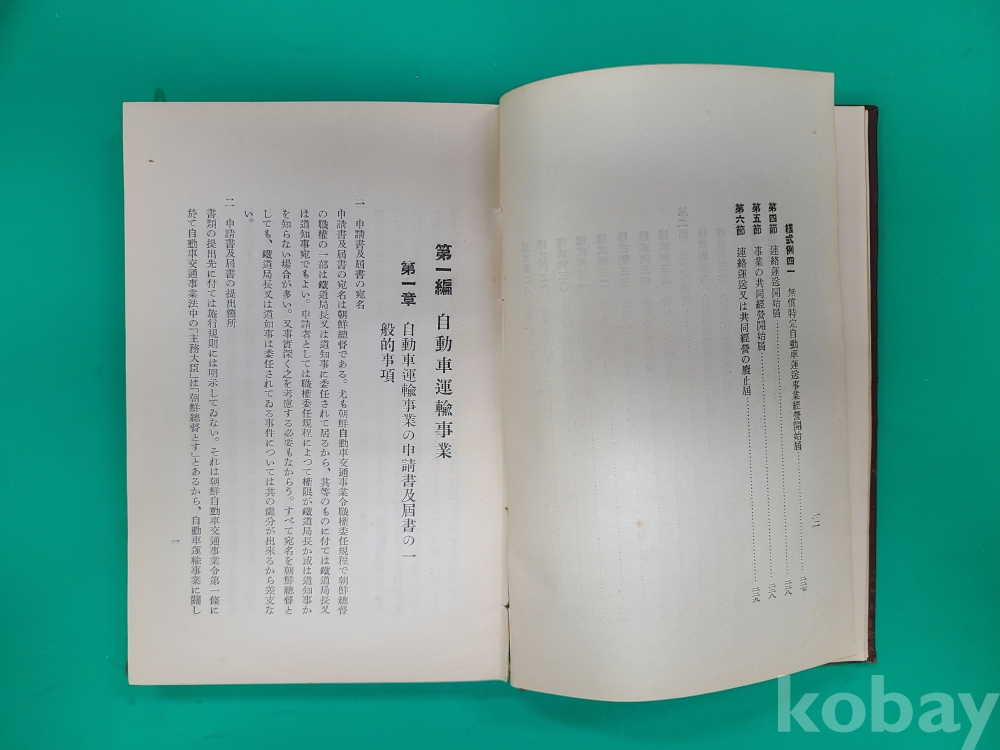 樣式例四一 無償特定自動車運送事業經營開始屆…………三二七
第四節 連絡運送開始屆…………三二八
第五節 事業の共同經營開始屆…………三二八
第六節 連絡運送又は共同經營の廢止屆…………三二九
二一
第一編 自動車運輸事業
第一章 自動車運輸事業の申請書及屆書の一
般的事項
一 申請書及屆書の宛名
申請書及屆書の宛名は朝鮮總督である。尤も朝鮮自動車交通事業令職權委任規程で朝鮮總督
の職權の一部は鐵道局長又は道知事に委任されて居るから、其等のものに付ては鐵道局長又
は道知事宛でもよい。申請者としては職權委任規程によつて權限が鐵道局長か或は道知事か
を知らない場合が多い。又事實深く之を考慮する必要もなからう。すべて宛名を朝鮮總督と
しても、鐵道局長又は道知事は委任されてゐる事件については其の處分が出來るから差支な
い。
二 申請書及屆書の提出箇所
書類の提出先に付ては施行規則には明示してゐない。それは朝鮮自動車交通事業令第一條に
於て自動車交通事業法中の「主務大臣」は「朝鮮總督とす」とあるから、自動車運輸事業に關し
一
kobay